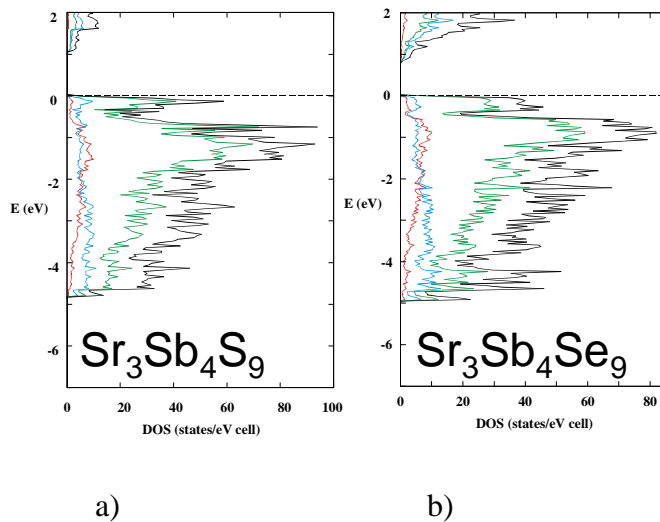 2
0
-2
E (eV)
-4
-6
Sr3Sb4S9
0 20 40 60 80 100
DOS (states/eV cell)
a)
2
0
-2
E (eV)
-4
-6
Sr3Sb4Se9
0 20 40 60 80
DOS (states/eV cell)
b)